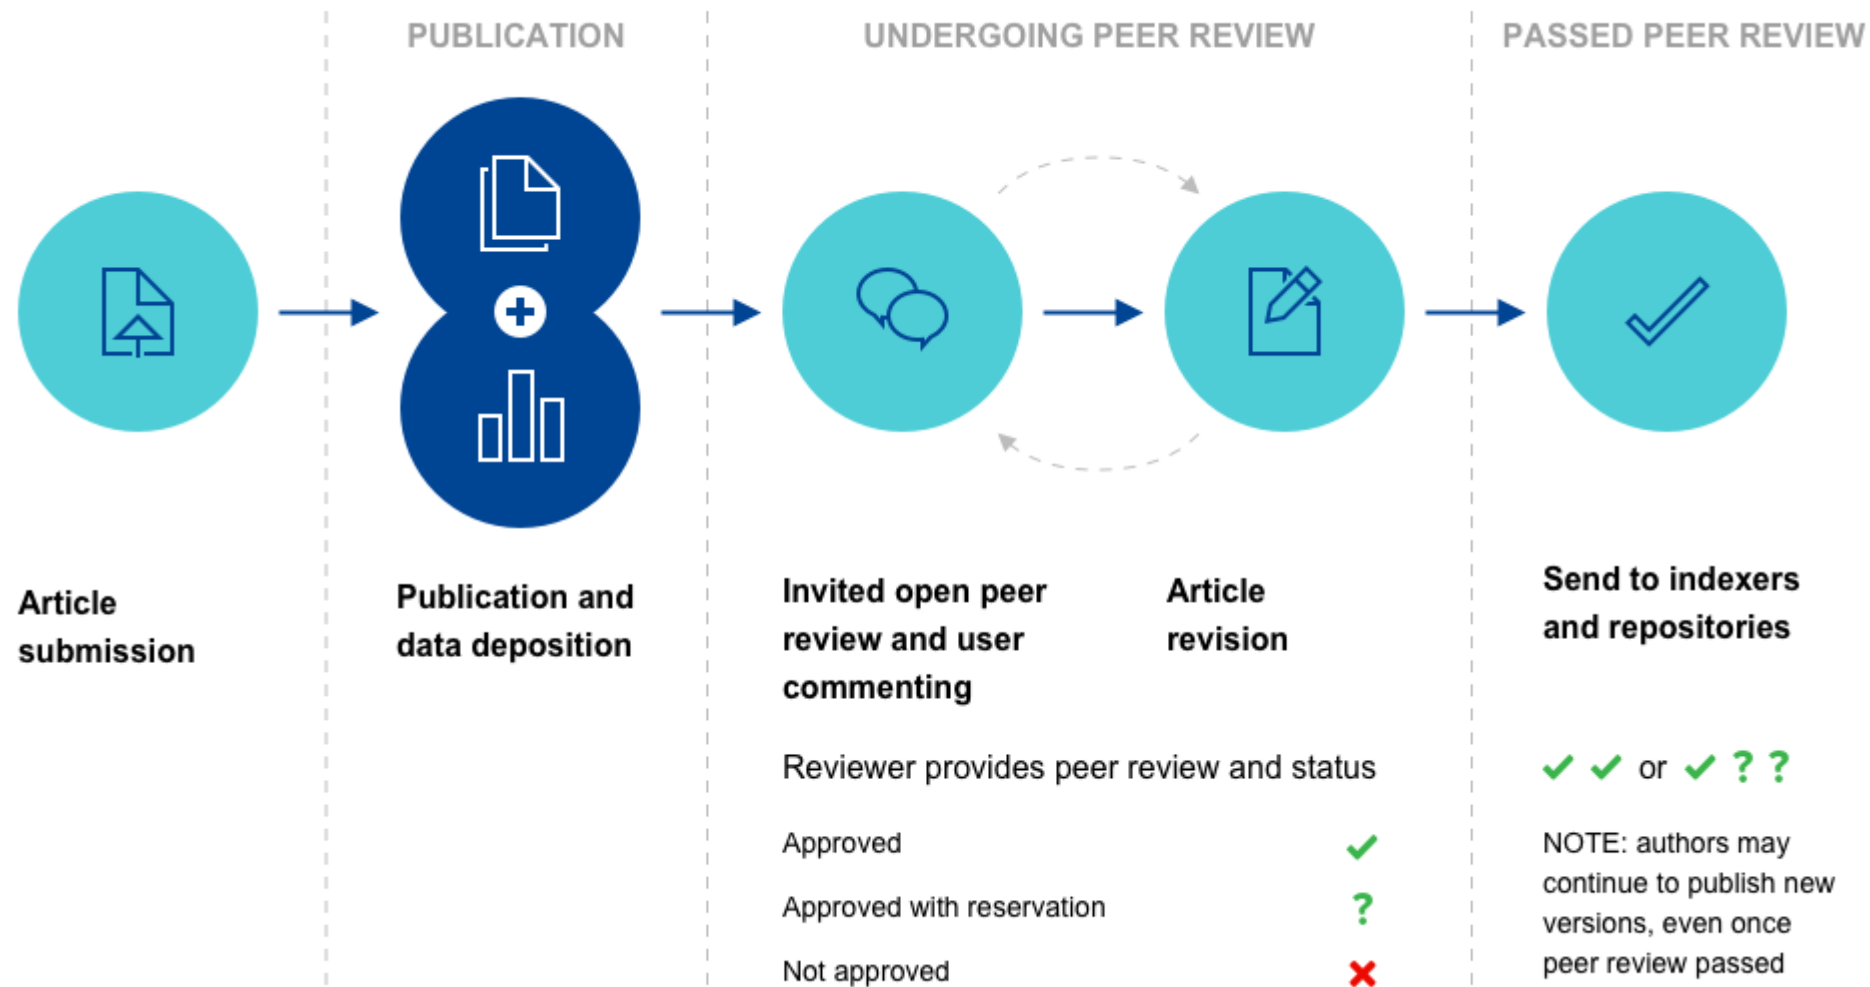 PUBLICATION
UNDERGOING PEER REVIEW
PASSED PEER REVIEW
Article
submission
Publication and
data deposition
Invited open peer
review and user
commenting
Article
revision
Send to indexers
and repositories
Reviewer provides peer review and status
Approved
Approved with reservation
?
Not approved
or
? ?
NOTE: authors may
continue to publish new
versions, even once
peer review passed